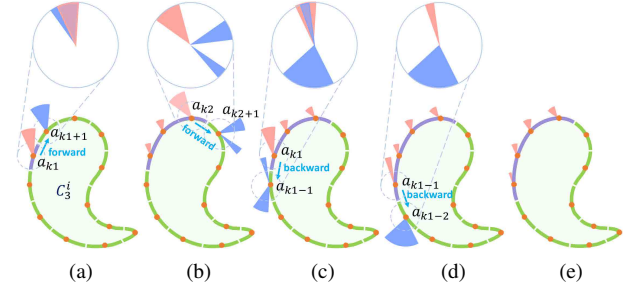 a_{k1+1}
forward
a_{k1}
C_3^i
(a)
a_{k2}
a_{k2+1}
forward
(b)
a_{k1}
backward
a_{k1-1}
(c)
a_{k1-1}
backward
a_{k1-2}
(d)
(e)